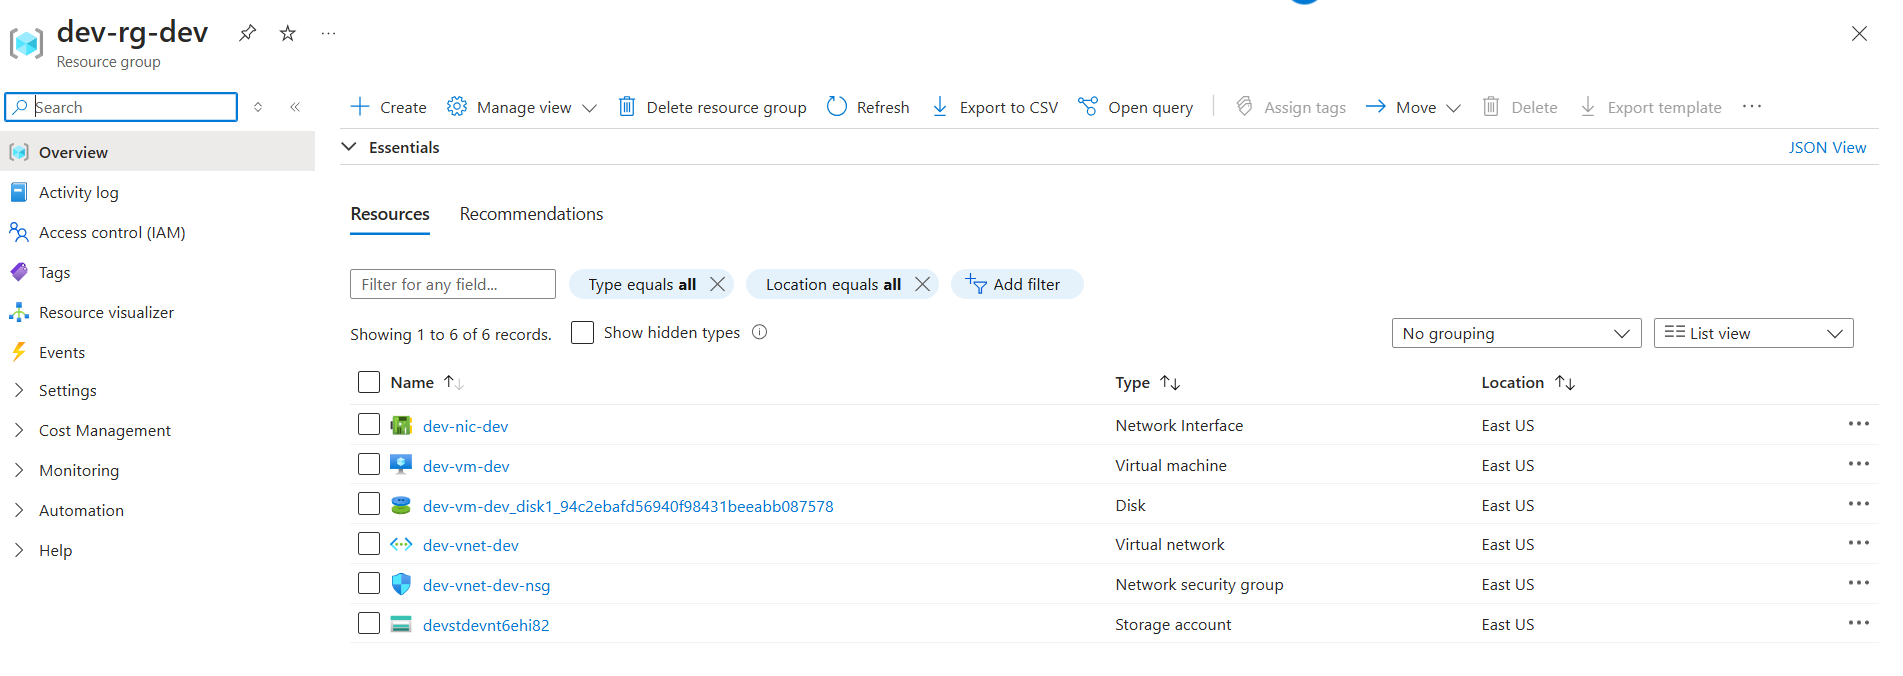 dev-rg-dev
Resource group
Search
Create Manage view Delete resource group Refresh Export to CSV Open query Assign tags Move Delete Export template
Overview
Essentials JSON View
Activity log
Access control (IAM)
Tags
Resource visualizer
Events
Settings
Cost Management
Monitoring
Automation
Help
Resources Recommendations
Filter for any field... Type equals all Location equals all Add filter
Showing 1 to 6 of 6 records. Show hidden types No grouping List view
Name Type Location
dev-nic-dev Network Interface East US
dev-vm-dev Virtual machine East US
dev-vm-dev_disk1_94c2ebafd56940f98431beeabb087578 Disk East US
dev-vnet-dev Virtual network East US
dev-vnet-dev-nsg Network security group East US
devstdevnt6ehi82 Storage account East US